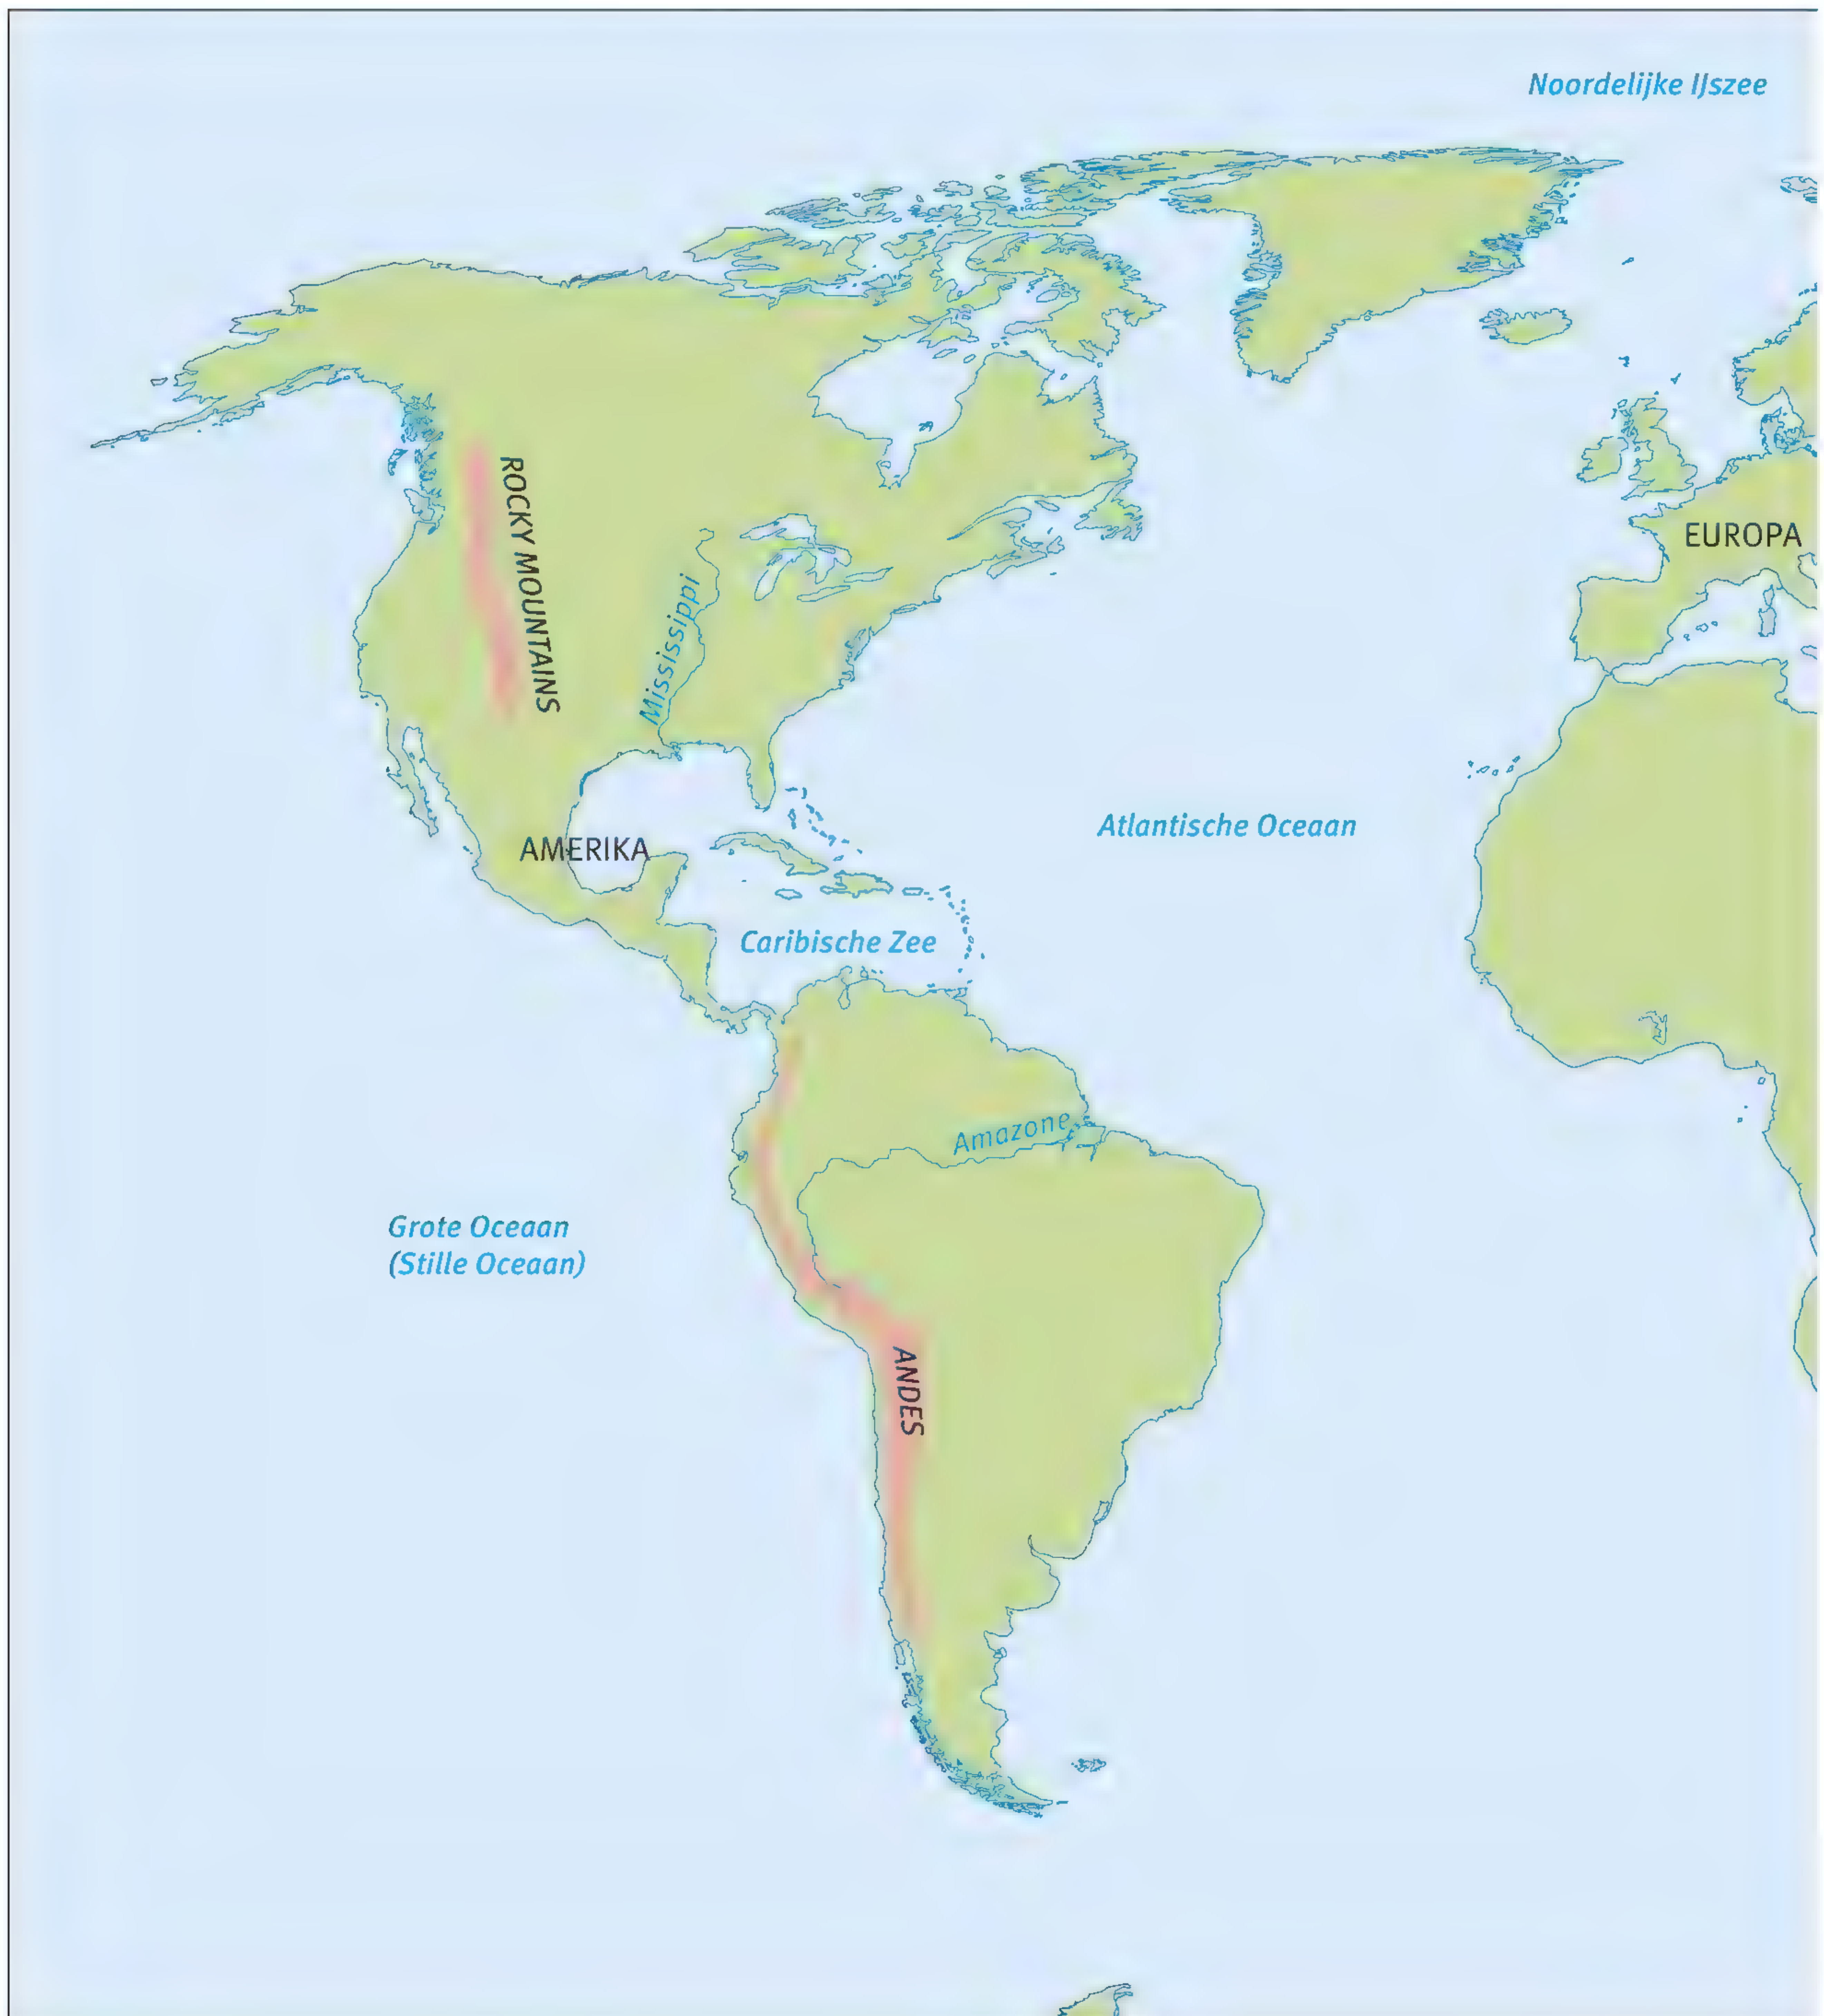 Noordelijke IJszee
ROCKY MOUNTAINS
EUROPA
Mississippi
Atlantische Oceaan
AMERIKA
Caribische Zee
Amazone
Grote Oceaan
(Stille Oceaan)
ANDES